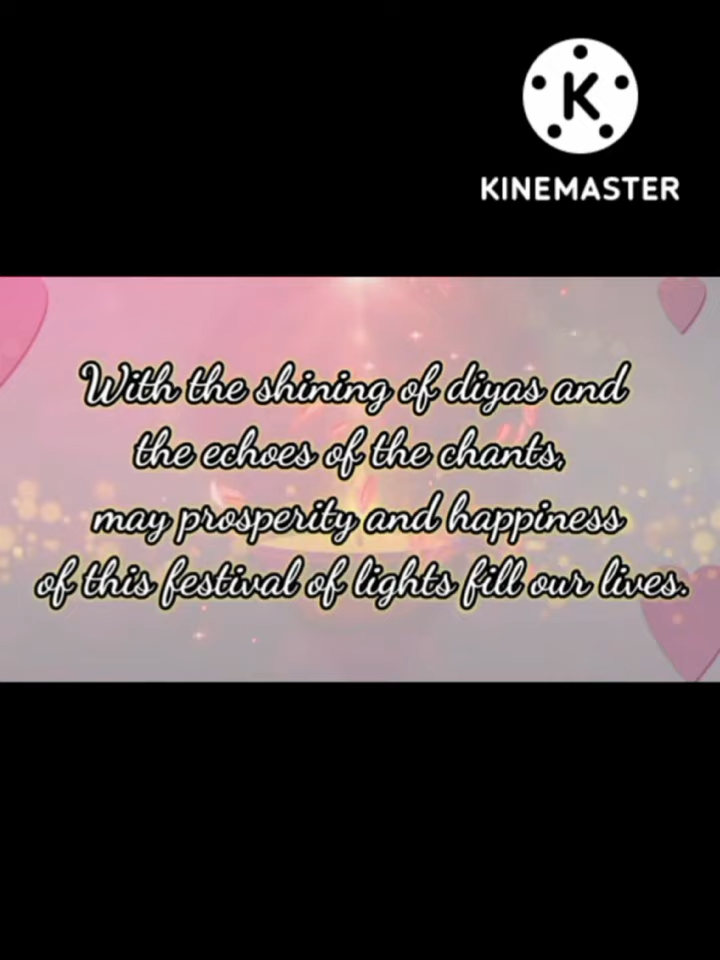 K
KINEMASTER
With the shining of diyas and
the echoes of the chants,
may prosperity and happiness
of this festival of lights fill our lives.